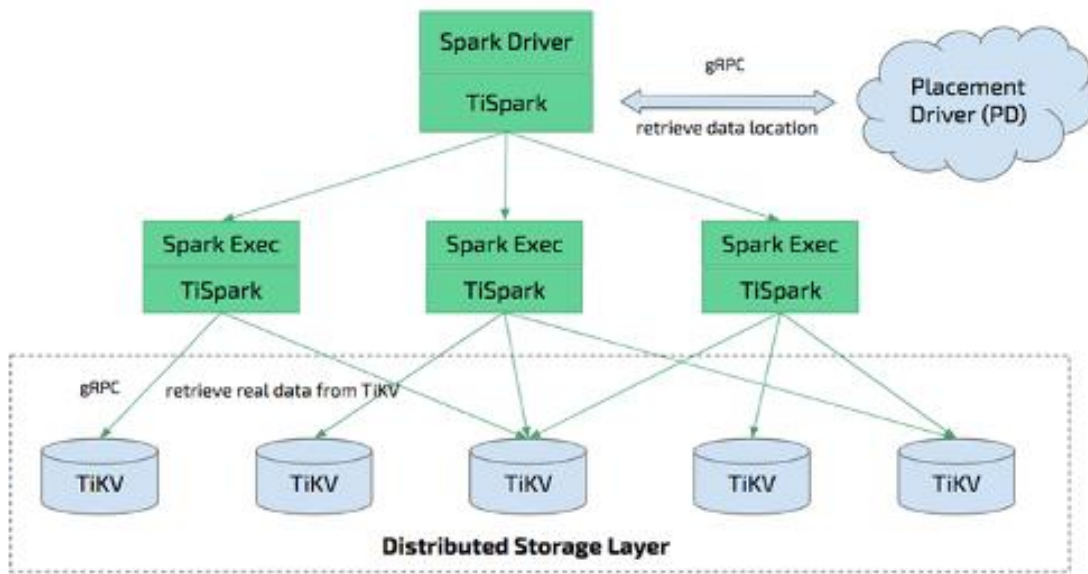 Spark Driver
TiSpark
gRPC
retrieve data location
Placement
Driver (PD)
Spark Exec
TiSpark
Spark Exec
TiSpark
Spark Exec
TiSpark
gRPC
retrieve real data from TiKV
TiKV
TiKV
TiKV
TiKV
TiKV
Distributed Storage Layer